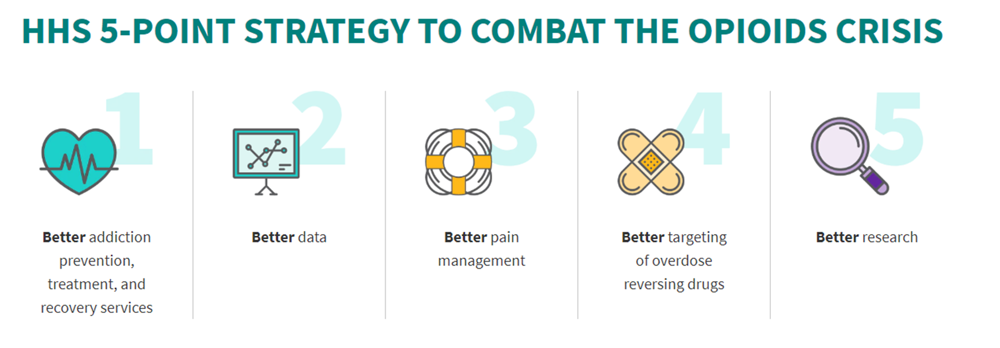 HHS 5-POINT STRATEGY TO COMBAT THE OPIOIDS CRISIS
1
Better addiction
prevention,
treatment, and
recovery services
2
Better data
3
Better pain
management
4
Better targeting
of overdose
reversing drugs
5
Better research